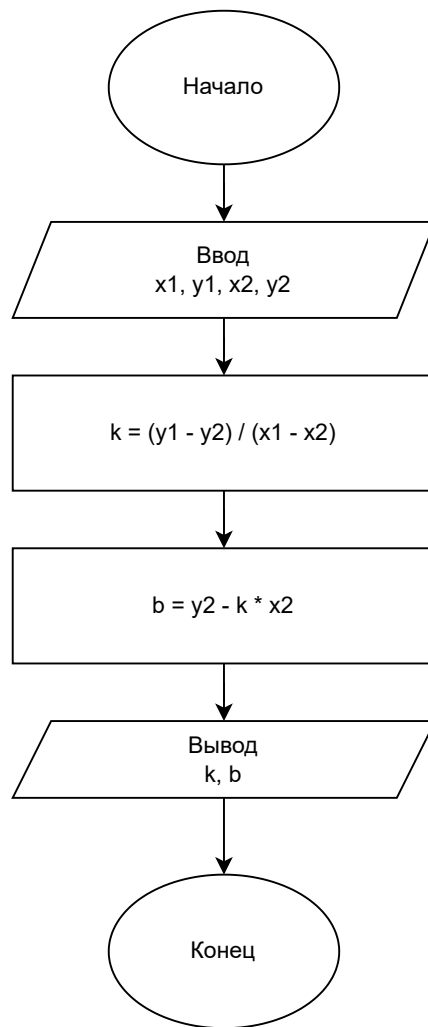 Начало
Ввод
x1, y1, x2, y2
k = (y1 - y2) / (x1 - x2)
b = y2 - k * x2
Вывод
k, b
Конец